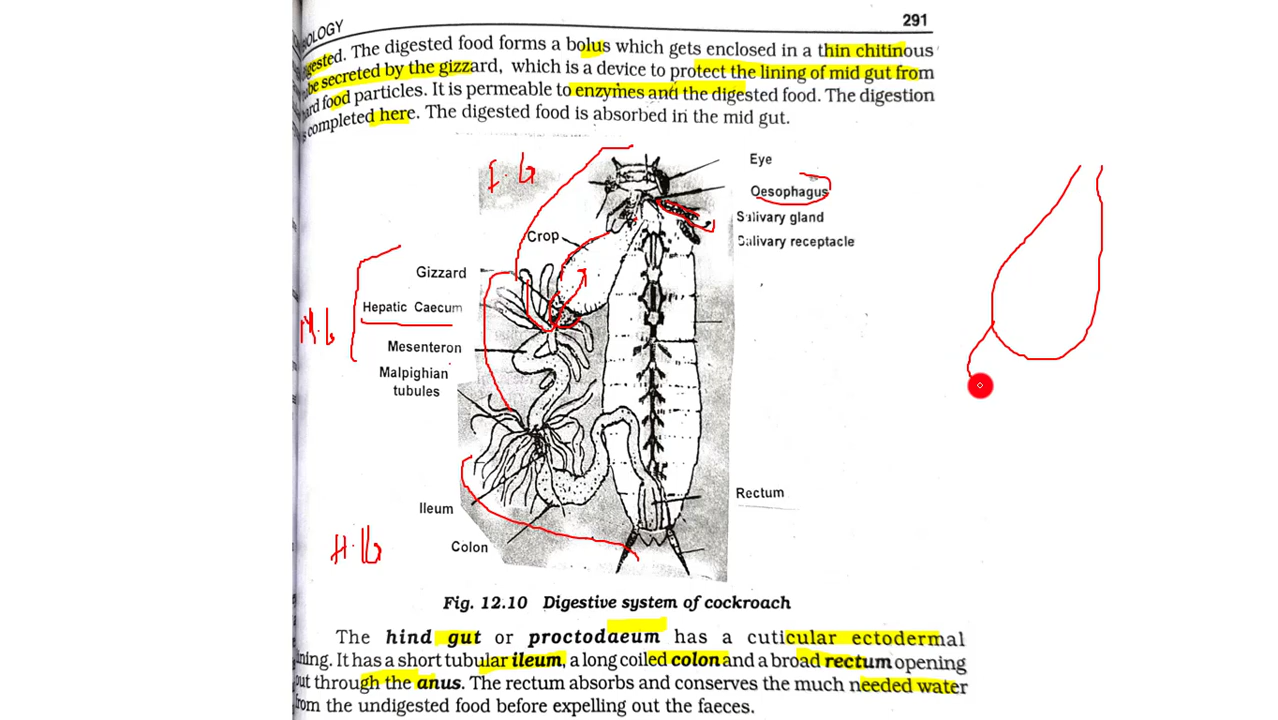 291
BIOLOGY
digested. The digested food forms a bolus which gets enclosed in a thin chitinous
tube secreted by the gizzard, which is a device to protect the lining of mid gut from
hard food particles. It is permeable to enzymes and the digested food. The digestion
is completed here. The digested food is absorbed in the mid gut.
Eye
Oesophagus
Salivary gland
Salivary receptacle
Crop
Gizzard
Hepatic Caecum
Mesenteron
Malpighian
tubules
Ileum
Colon
Rectum
M.G
H.G
Fig. 12.10 Digestive system of cockroach
The hind gut or proctodaeum has a cuticular ectodermal
lining. It has a short tubular ileum, a long coiled colon and a broad rectum opening
out through the anus. The rectum absorbs and conserves the much needed water
from the undigested food before expelling out the faeces.